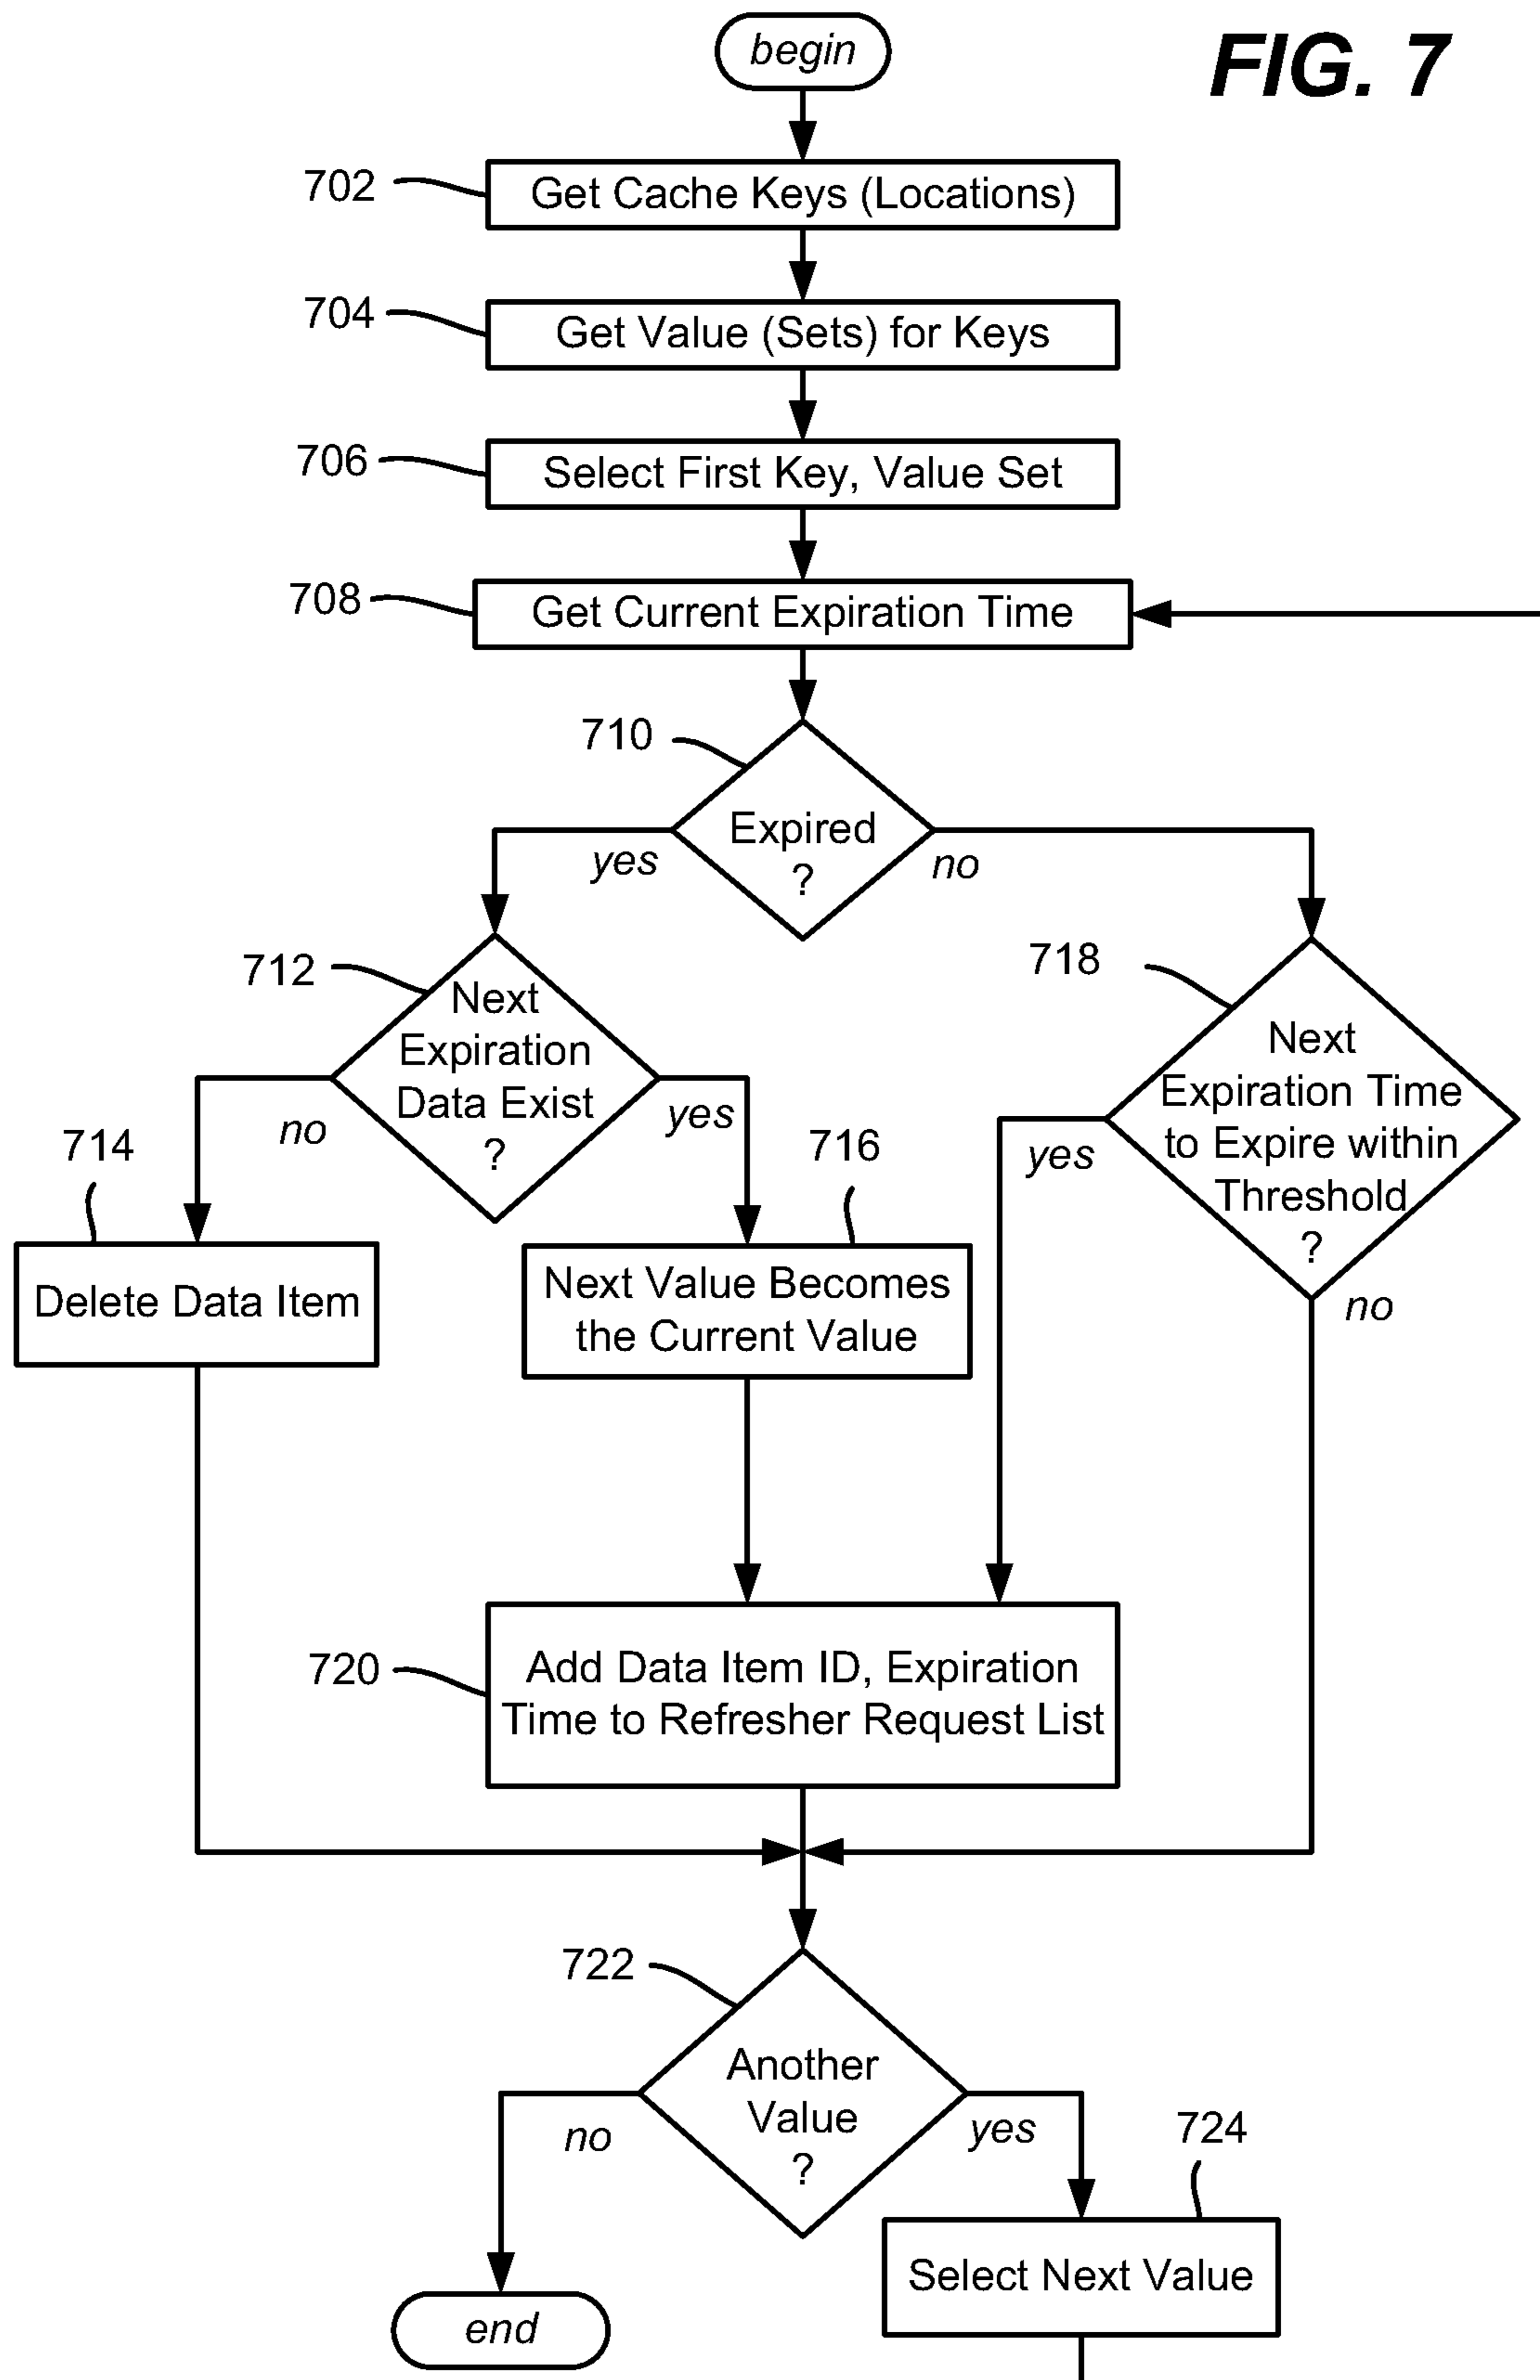 begin
FIG. 7
702
Get Cache Keys (Locations)
704
Get Value (Sets) for Keys
706
Select First Key, Value Set
708
Get Current Expiration Time
710
Expired
?
yes
no
712
Next
Expiration
Data Exist
?
no
yes
718
Next
Expiration Time
to Expire within
Threshold
?
yes
no
714
Delete Data Item
716
Next Value Becomes
the Current Value
720
Add Data Item ID, Expiration
Time to Refresher Request List
722
Another
Value
?
no
yes
724
Select Next Value
end